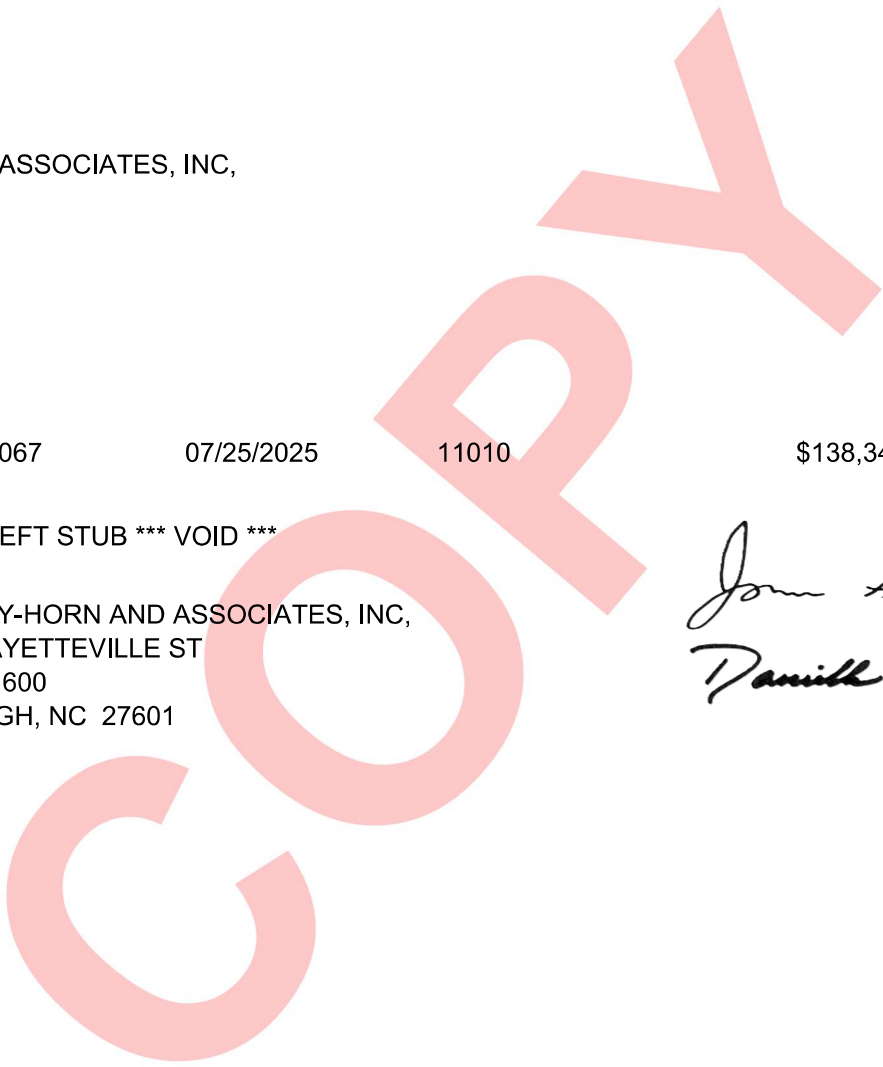 ASSOCIATES, INC,
067 07/25/2025 11010 $138,34
EFT STUB *** VOID ***
Y-HORN AND ASSOCIATES, INC,
AYETTEVILLE ST
600
GH, NC 27601
Danielle
COPY